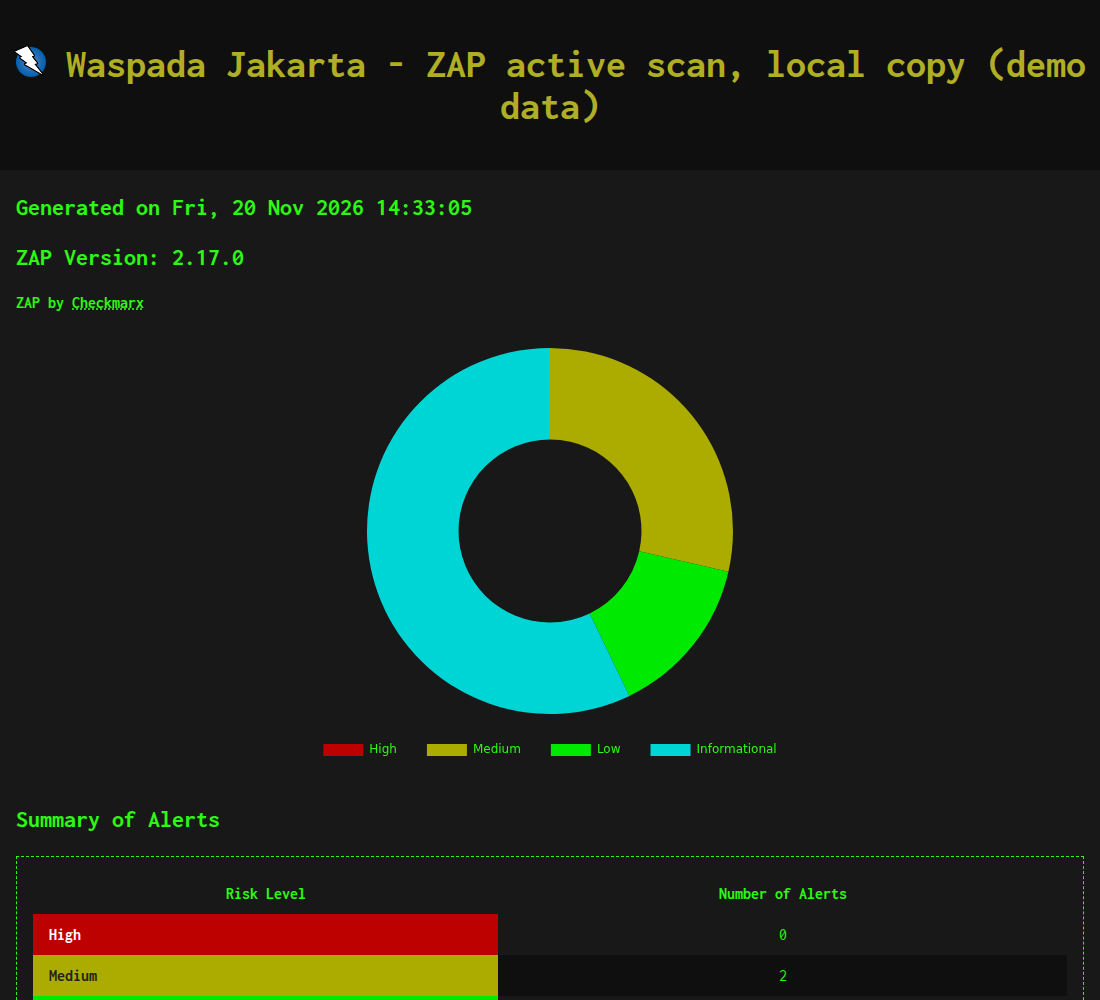 Waspada Jakarta - ZAP active scan, local copy (demo
data)
Generated on Fri, 20 Nov 2026 14:33:05
ZAP Version: 2.17.0
ZAP by Checkmarx
High Medium Low Informational
Summary of Alerts
Risk Level Number of Alerts
High 0
Medium 2